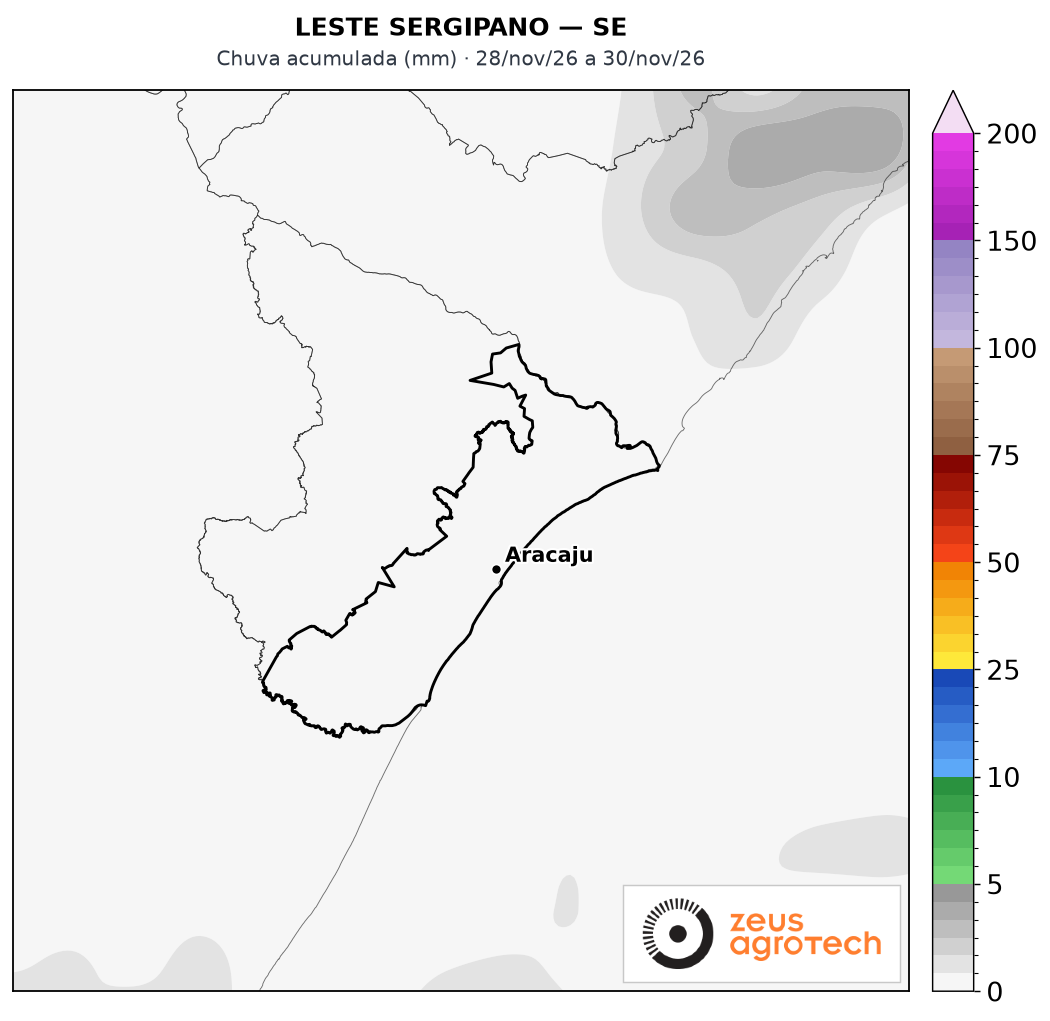 LESTE SERGIPANO — SE
Chuva acumulada (mm) · 28/nov/26 a 30/nov/26
200
150
100
75
50
25
10
5
0
Aracaju
zeus
agrotech